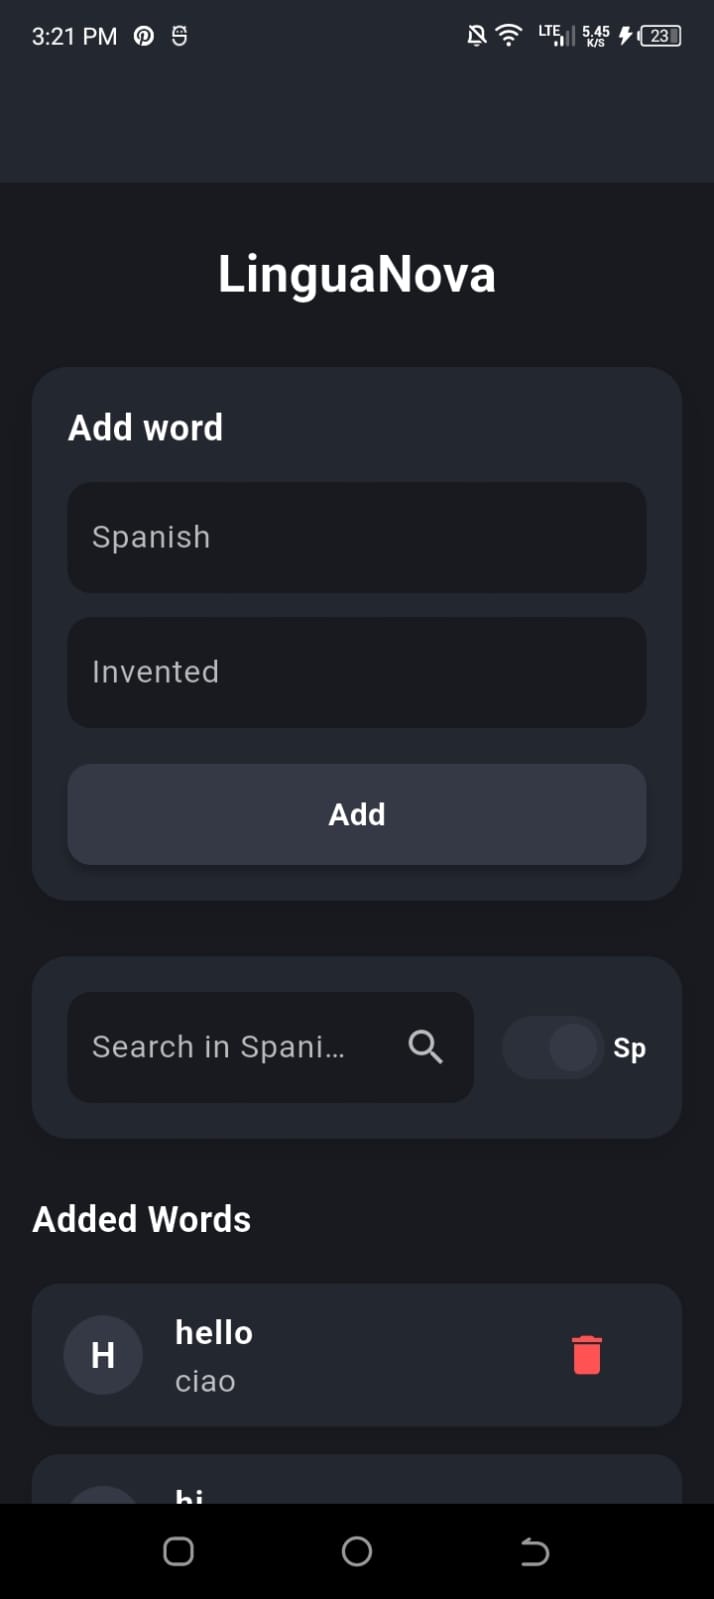 3:21 PM
LTE 5.45 K/S 23
LinguaNova
Add word
Spanish
Invented
Add
Search in Spani…
Sp
Added Words
H
hello
ciao
hi